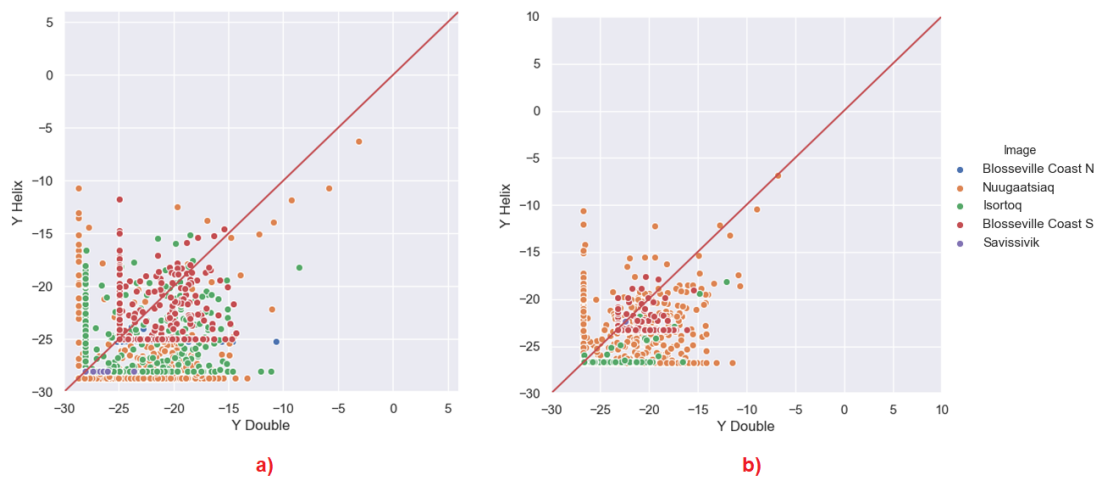 5
0
−5
−10
−15
−20
−25
−30
Y Helix
−30 −25 −20 −15 −10 −5 0 5
Y Double
a)
10
5
0
−5
−10
−15
−20
−25
−30
Y Helix
−30 −25 −20 −15 −10 −5 0 5 10
Y Double
b)
Image
Blosseville Coast N
Nuugaatsiaq
Isortoq
Blosseville Coast S
Savissivik